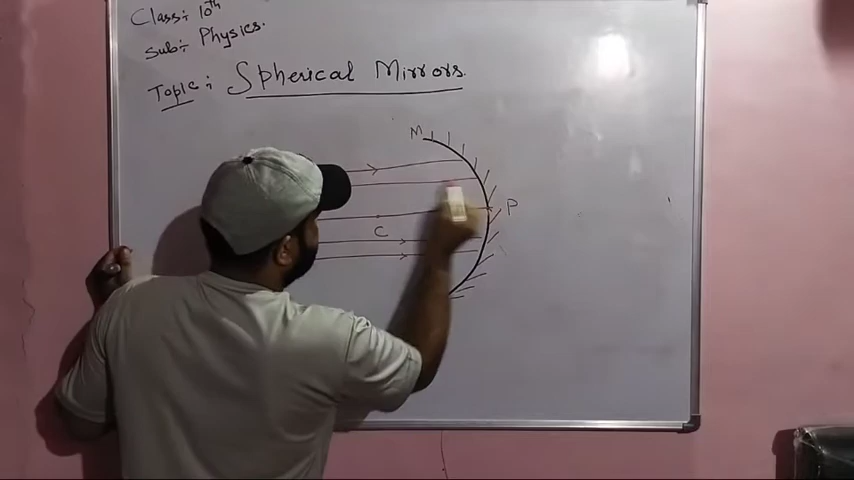 Class:- 10th
Sub:- Physics.
Topic:- Spherical Mirrors.
M
P
C